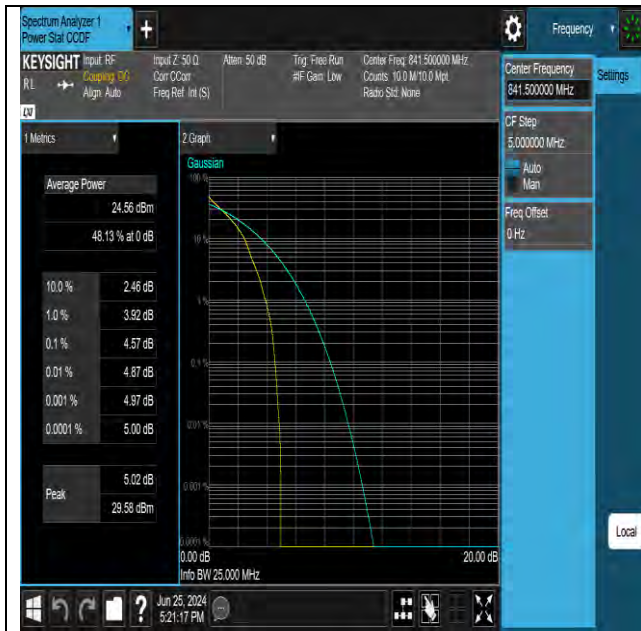 Spectrum Analyzer 1
Power Stat CCDF
Frequency
KEYSIGHT
RL
Input: RF
Coupling: DC
Align: Auto
Input Z: 50 Ω
Corr CCorr
Freq Ref: Int (S)
Atten: 50 dB
Trig: Free Run
#IF Gain: Low
Center Freq: 841.500000 MHz
Counts: 10.0 M/10.0 Mpt
Radio Std: None
Center Frequency
841.500000 MHz
Settings
CF Step
5.000000 MHz
Auto
Man
Freq Offset
0 Hz
1 Metrics
Average Power
24.56 dBm
48.13 % at 0 dB
10.0 % 2.46 dB
1.0 % 3.92 dB
0.1 % 4.57 dB
0.01 % 4.87 dB
0.001 % 4.97 dB
0.0001 % 5.00 dB
Peak
5.02 dB
29.58 dBm
2 Graph
Gaussian
100 %
10 %
1 %
0.1 %
0.01 %
0.001 %
0.0001 %
0.00 dB
20.00 dB
Info BW 25.000 MHz
Local
Jun 25, 2024
5:21:17 PM